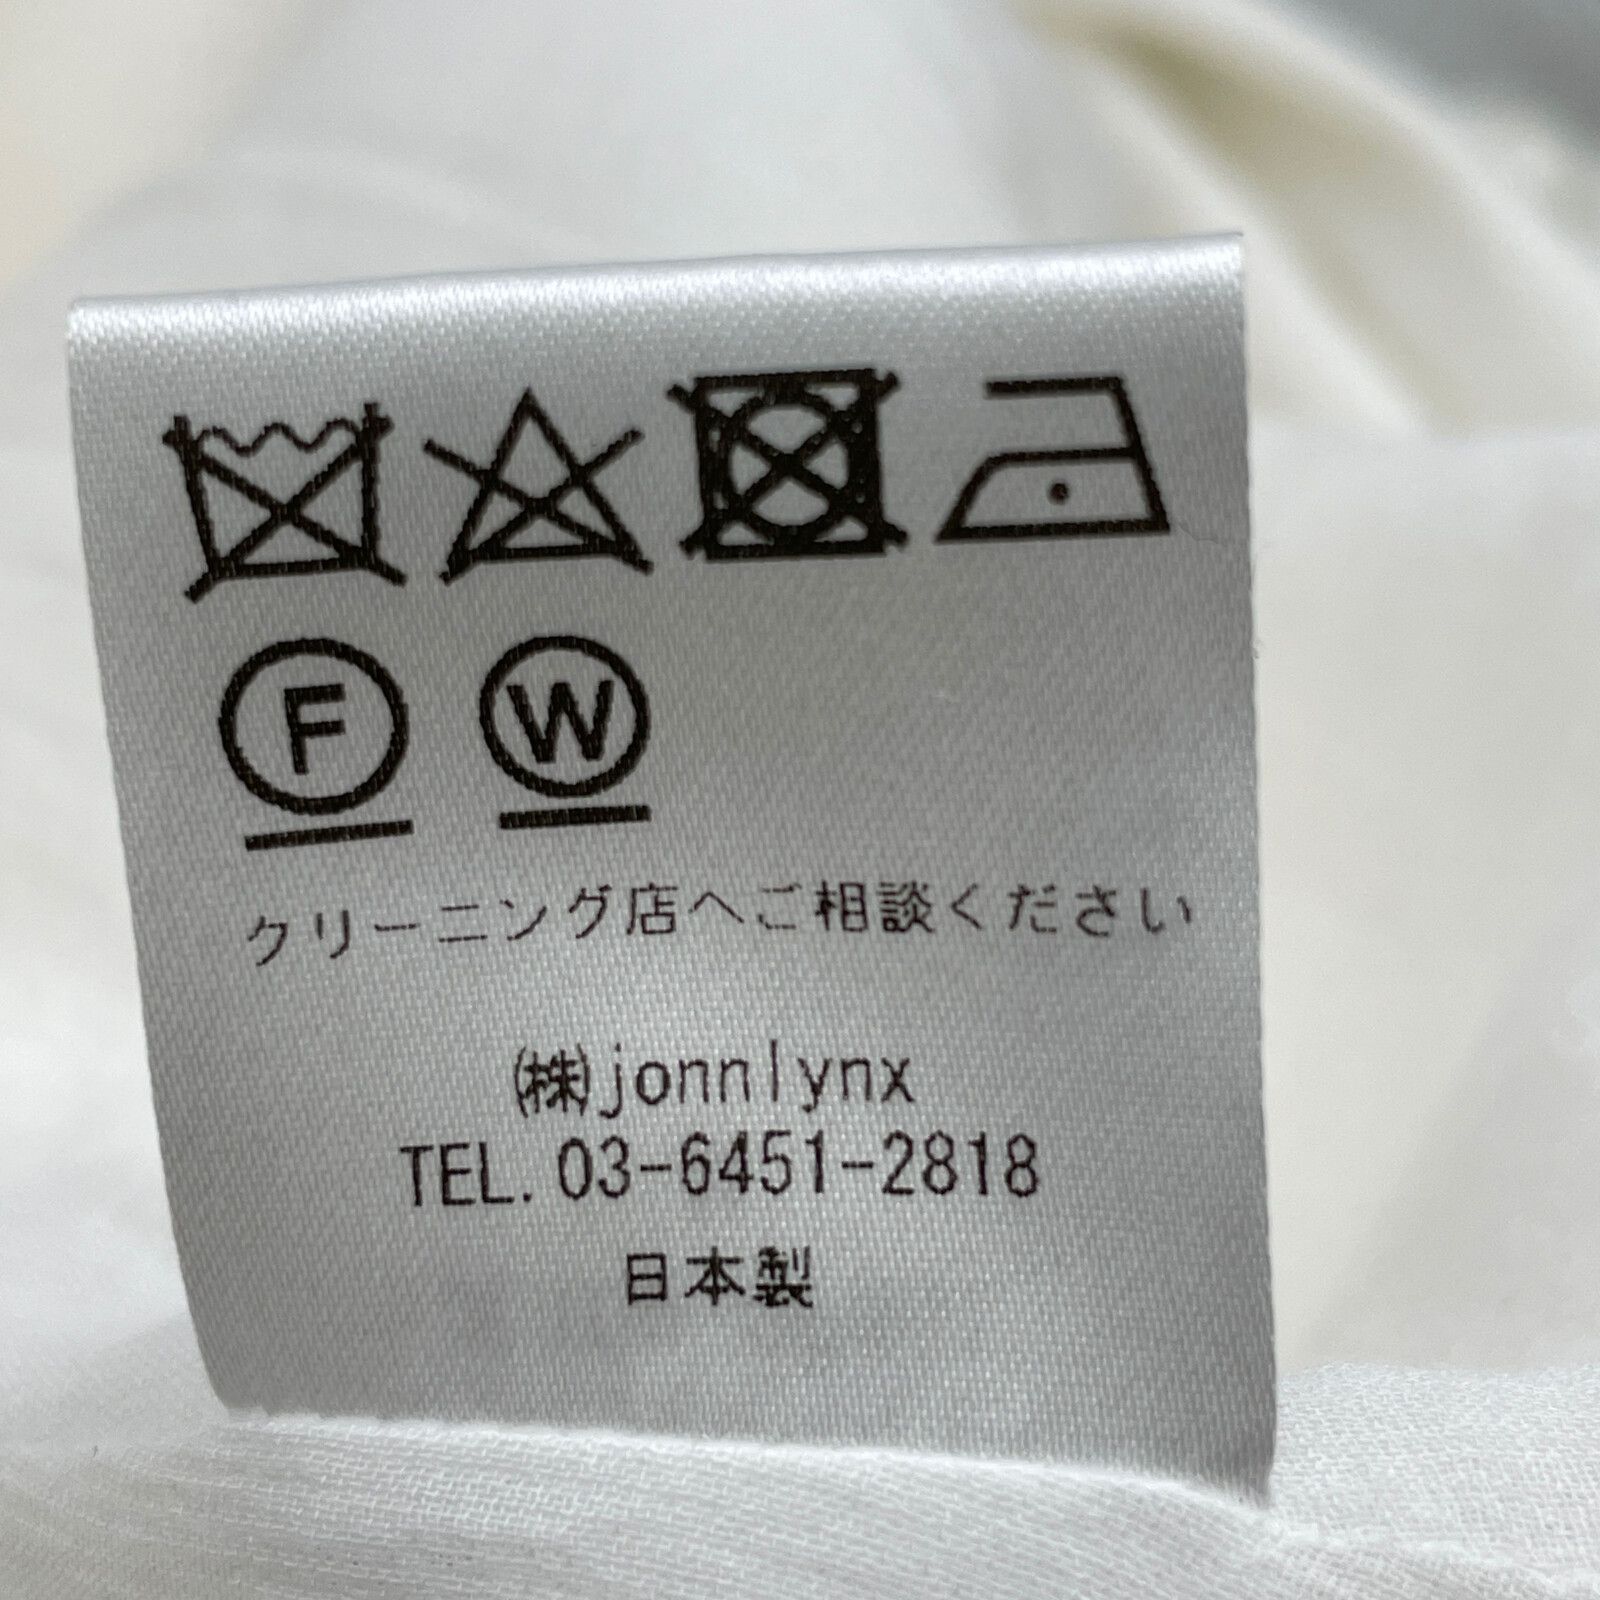 F W
クリーニング店へご相談ください
㈱jonnlynx
TEL. 03-6451-2818
日本製